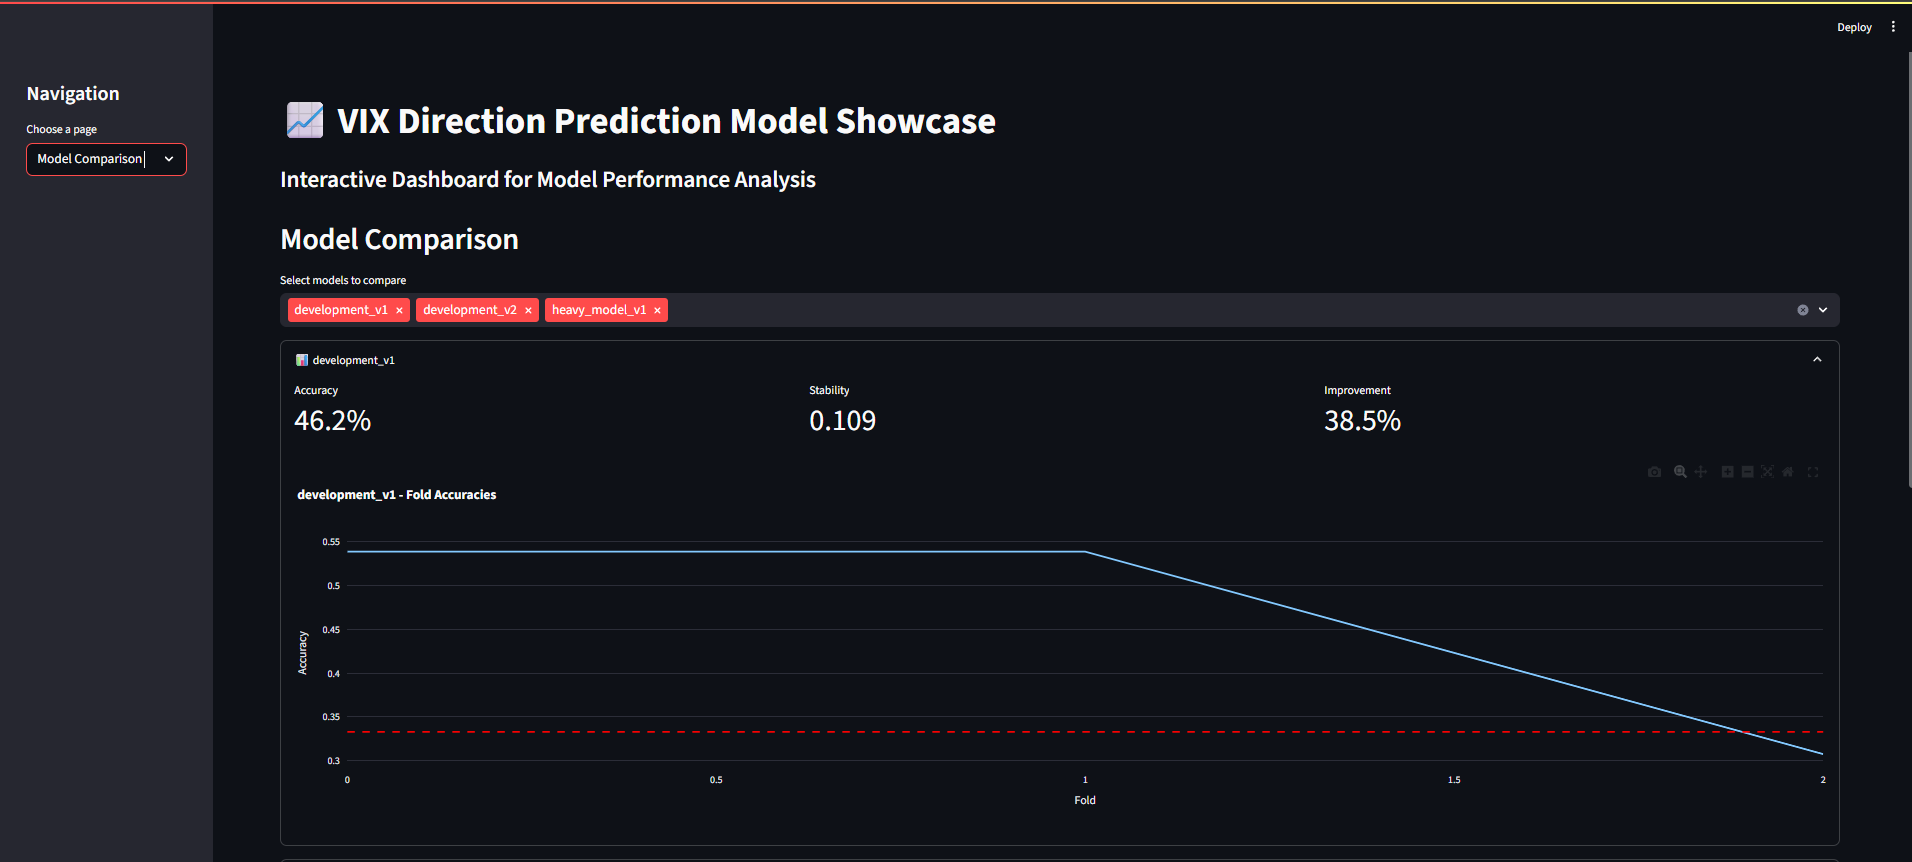 Deploy
Navigation
Choose a page
Model Comparison
VIX Direction Prediction Model Showcase
Interactive Dashboard for Model Performance Analysis
Model Comparison
Select models to compare
development_v1 × development_v2 × heavy_model_v1 ×
development_v1
Accuracy Stability Improvement
46.2% 0.109 38.5%
development_v1 - Fold Accuracies
0.55
0.5
0.45
0.4
0.35
0.3
Accuracy
0 0.5 1 1.5 2
Fold